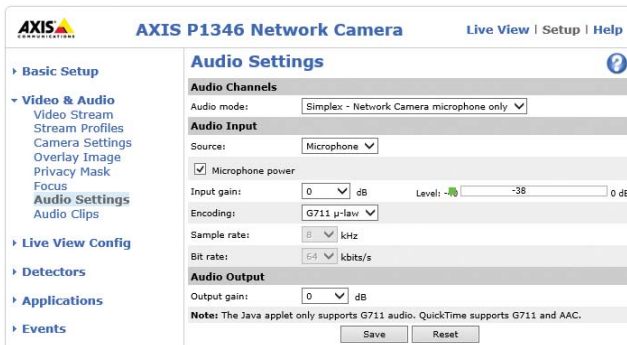 AXIS
COMMUNICATIONS
AXIS P1346 Network Camera
Live View | Setup | Help
Basic Setup
Video & Audio
Video Stream
Stream Profiles
Camera Settings
Overlay Image
Privacy Mask
Focus
Audio Settings
Audio Clips
Live View Config
Detectors
Applications
Events
Audio Settings
?
Audio Channels
Audio mode: Simplex - Network Camera microphone only
Audio Input
Source: Microphone
Microphone power
Input gain: 0 dB Level: -38 0 dB
Encoding: G711 µ-law
Sample rate: 8 kHz
Bit rate: 64 kbits/s
Audio Output
Output gain: 0 dB
Note: The Java applet only supports G711 audio. QuickTime supports G711 and AAC.
Save Reset